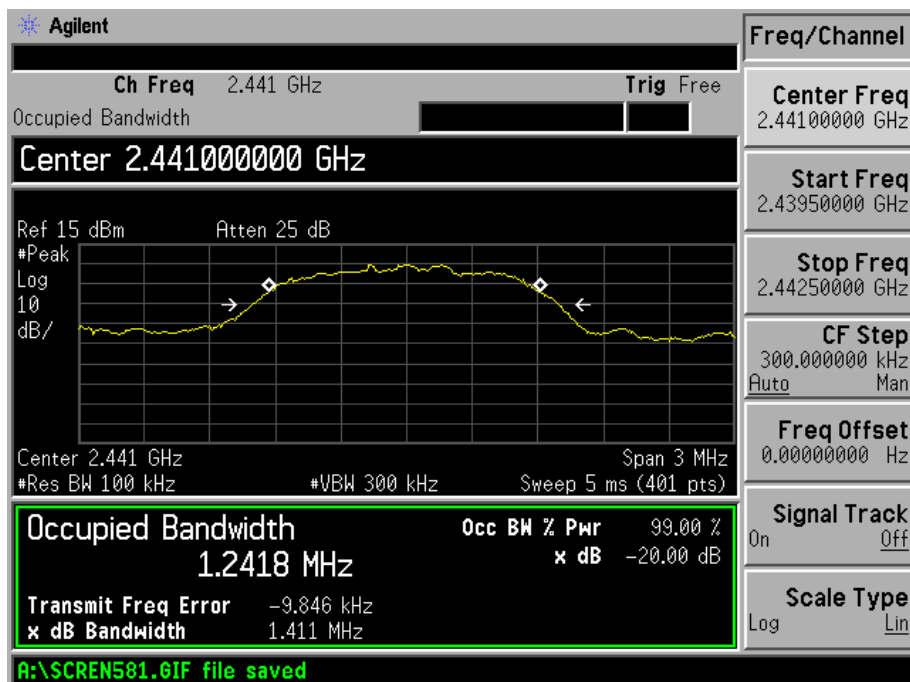 Agilent
Freq/Channel
Ch Freq 2.441 GHz Trig Free
Occupied Bandwidth
Center 2.441000000 GHz
Ref 15 dBm Atten 25 dB
#Peak
Log
10
dB/
Center 2.441 GHz Span 3 MHz
#Res BW 100 kHz #VBW 300 kHz Sweep 5 ms (401 pts)
Occupied Bandwidth
1.2418 MHz
Occ BW % Pwr 99.00 %
x dB -20.00 dB
Transmit Freq Error -9.846 kHz
x dB Bandwidth 1.411 MHz
A:\SCREN581.GIF file saved
Center Freq
2.44100000 GHz
Start Freq
2.43950000 GHz
Stop Freq
2.44250000 GHz
CF Step
300.000000 kHz
Auto Man
Freq Offset
0.00000000 Hz
Signal Track
On Off
Scale Type
Log Lin